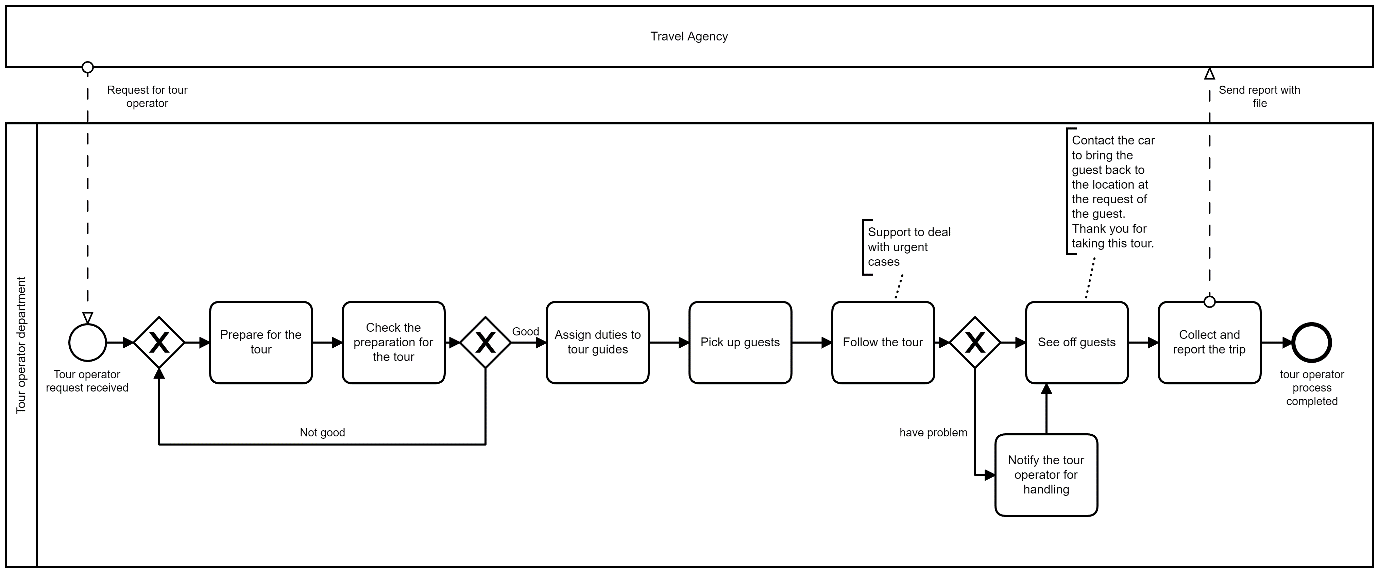 Travel Agency
Request for tour
operator
Send report with
file
Tour operator department
Contact the car
to bring the
guest back to
the location at
the request of
the guest.
Thank you for
taking this tour.
Support to deal
with urgent
cases
Tour operator
request received
X
Prepare for the
tour
Check the
preparation for
the tour
X
Good
Not good
Assign duties to
tour guides
Pick up guests
Follow the tour
X
have problem
Notify the tour
operator for
handling
See off guests
Collect and
report the trip
tour operator
process
completed